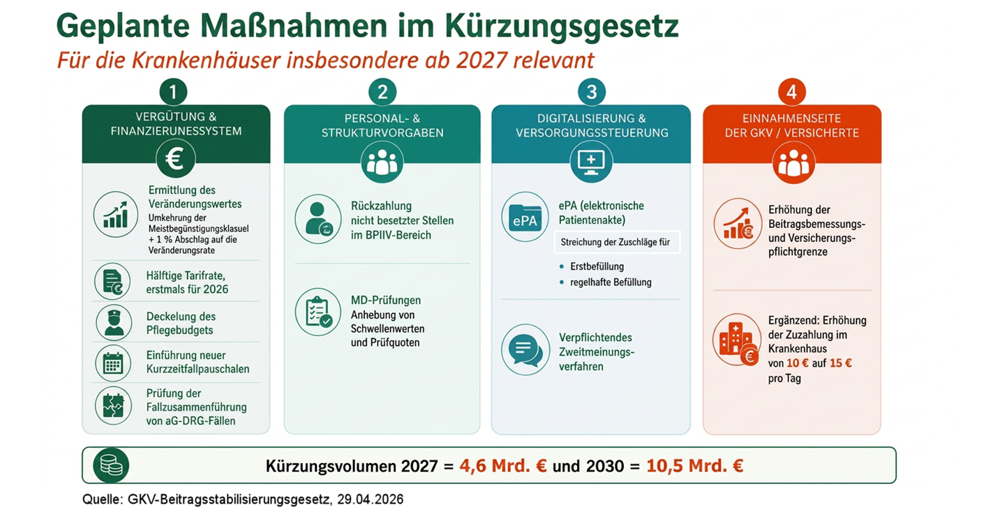 Geplante Maßnahmen im Kürzungsgesetz
Für die Krankenhäuser insbesondere ab 2027 relevant
1
VERGÜTUNG &
FINANZIERUNESSYSTEM
€
Ermittlung des
Veränderungswertes
Umkehrung der
Meistbegünstigungsklasuel
+ 1 % Abschlag auf die
Veränderungsrate
Hälftige Tarifrate,
erstmals für 2026
Deckelung des
Pflegebudgets
Einführung neuer
Kurzzeitfallpauschalen
Prüfung der
Fallzusammenführung
von aG-DRG-Fällen
2
PERSONAL- &
STRUKTURVORGABEN
Rückzahlung
nicht besetzter Stellen
im BPIIV-Bereich
MD-Prüfungen
Anhebung von
Schwellenwerten
und Prüfquoten
3
DIGITALISIERUNG &
VERSORGUNGSSTEUERUNG
ePA
ePA (elektronische
Patientenakte)
Streichung der Zuschläge für
• Erstbefüllung
• regelhafte Befüllung
Verpflichtendes
Zweitmeinungs-
verfahren
4
EINNAHMENSEITE
DER GKV / VERSICHERTE
€
Erhöhung der
Beitragsbemessungs-
und Versicherungs-
pflichtgrenze
€
Ergänzend: Erhöhung
der Zuzahlung im
Krankenhaus
von 10 € auf 15 €
pro Tag
Kürzungsvolumen 2027 = 4,6 Mrd. € und 2030 = 10,5 Mrd. €
Quelle: GKV-Beitragsstabilisierungsgesetz, 29.04.2026